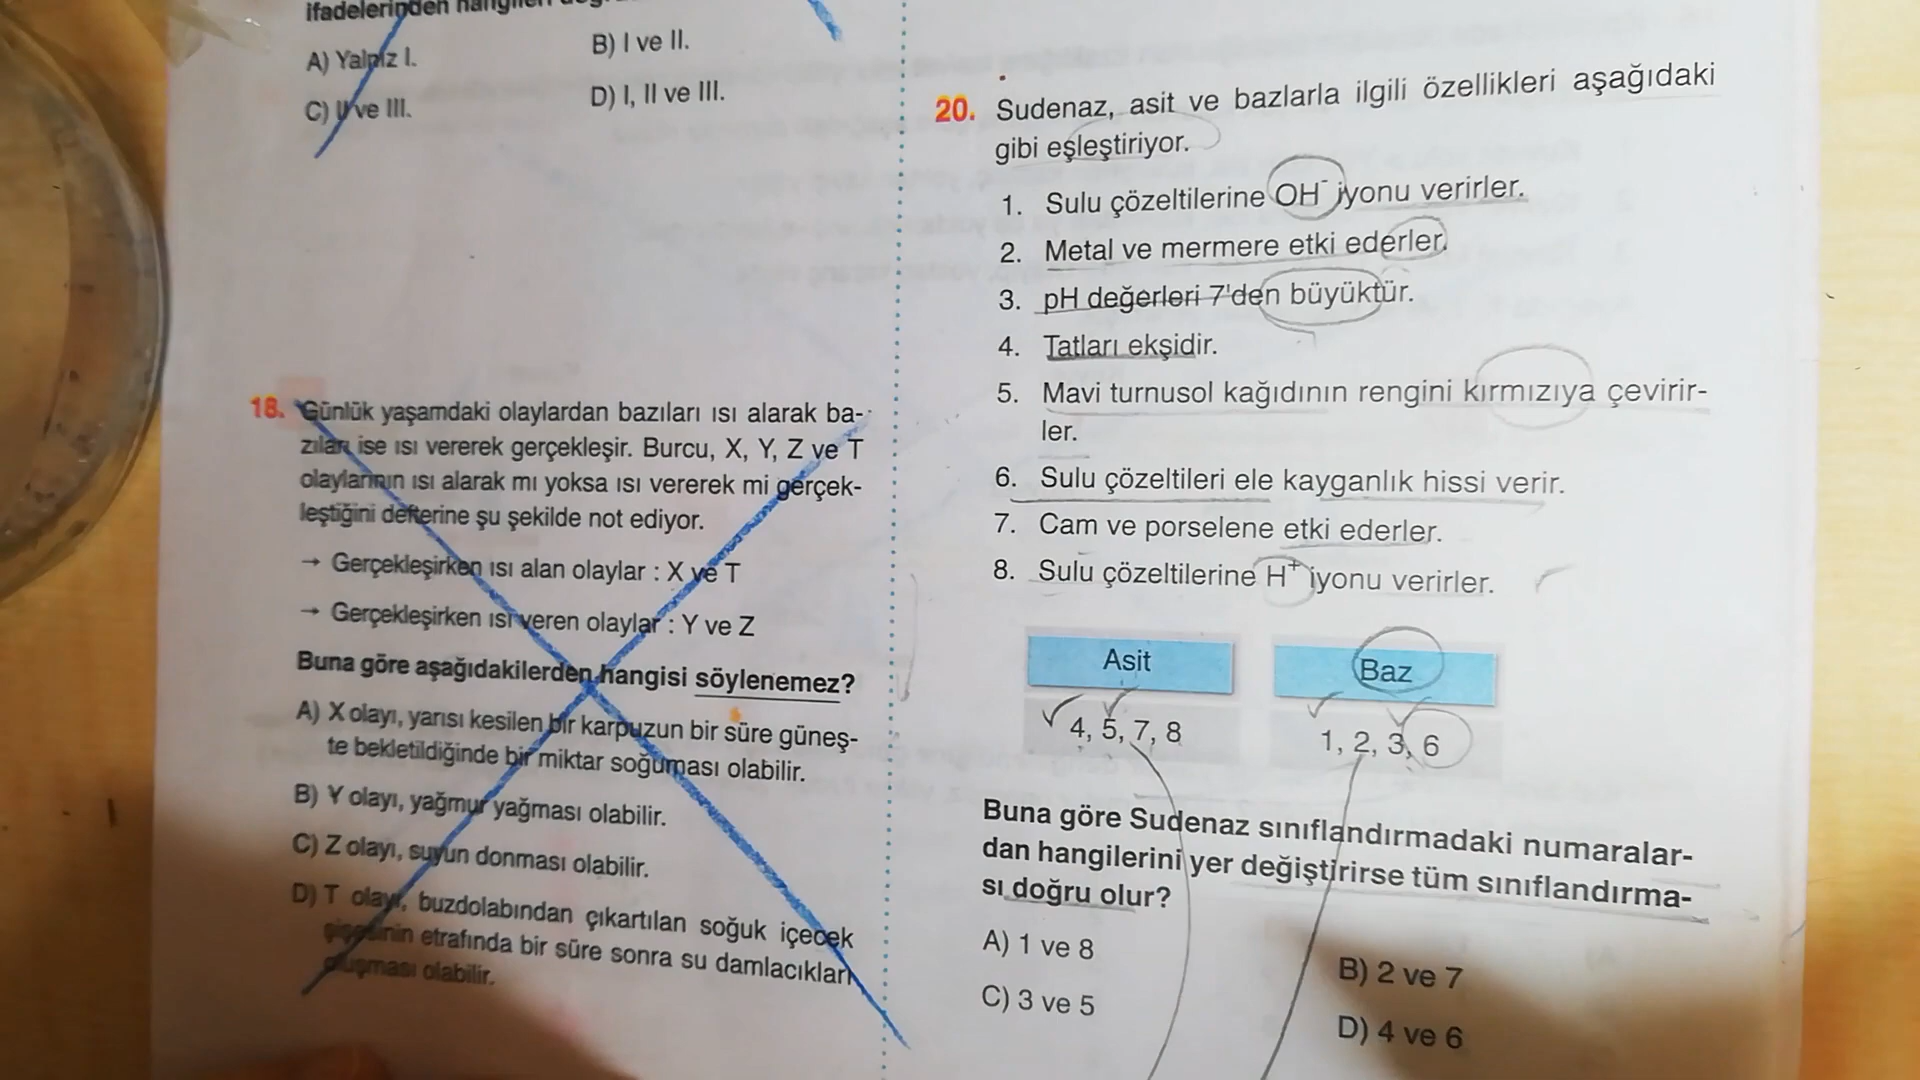 ifadelerinden hangileri
A) Yalnız I.
B) I ve II.
C) II ve III.
D) I, II ve III.
18. Günlük yaşamdaki olaylardan bazıları ısı alarak ba-
zıları ise ısı vererek gerçekleşir. Burcu, X, Y, Z ve T
olaylarının ısı alarak mı yoksa ısı vererek mi gerçek-
leştiğini defterine şu şekilde not ediyor.
→ Gerçekleşirken ısı alan olaylar : X ve T
→ Gerçekleşirken ısı veren olaylar : Y ve Z
Buna göre aşağıdakilerden hangisi söylenemez?
A) X olayı, yarısı kesilen bir karpuzun bir süre güneş-
te bekletildiğinde bir miktar soğuması olabilir.
B) Y olayı, yağmur yağması olabilir.
C) Z olayı, suyun donması olabilir.
D) T olayı, buzdolabından çıkartılan soğuk içecek
şişesinin etrafında bir süre sonra su damlacıkları
oluşması olabilir.
20. Sudenaz, asit ve bazlarla ilgili özellikleri aşağıdaki
gibi eşleştiriyor.
1. Sulu çözeltilerine OH⁻ iyonu verirler.
2. Metal ve mermere etki ederler.
3. pH değerleri 7'den büyüktür.
4. Tatları ekşidir.
5. Mavi turnusol kağıdının rengini kırmızıya çevirir-
ler.
6. Sulu çözeltileri ele kayganlık hissi verir.
7. Cam ve porselene etki ederler.
8. Sulu çözeltilerine H⁺ iyonu verirler.
Asit
Baz
4, 5, 7, 8
1, 2, 3, 6
Buna göre Sudenaz sınıflandırmadaki numaralar-
dan hangilerini yer değiştirirse tüm sınıflandırma-
sı doğru olur?
A) 1 ve 8
B) 2 ve 7
C) 3 ve 5
D) 4 ve 6